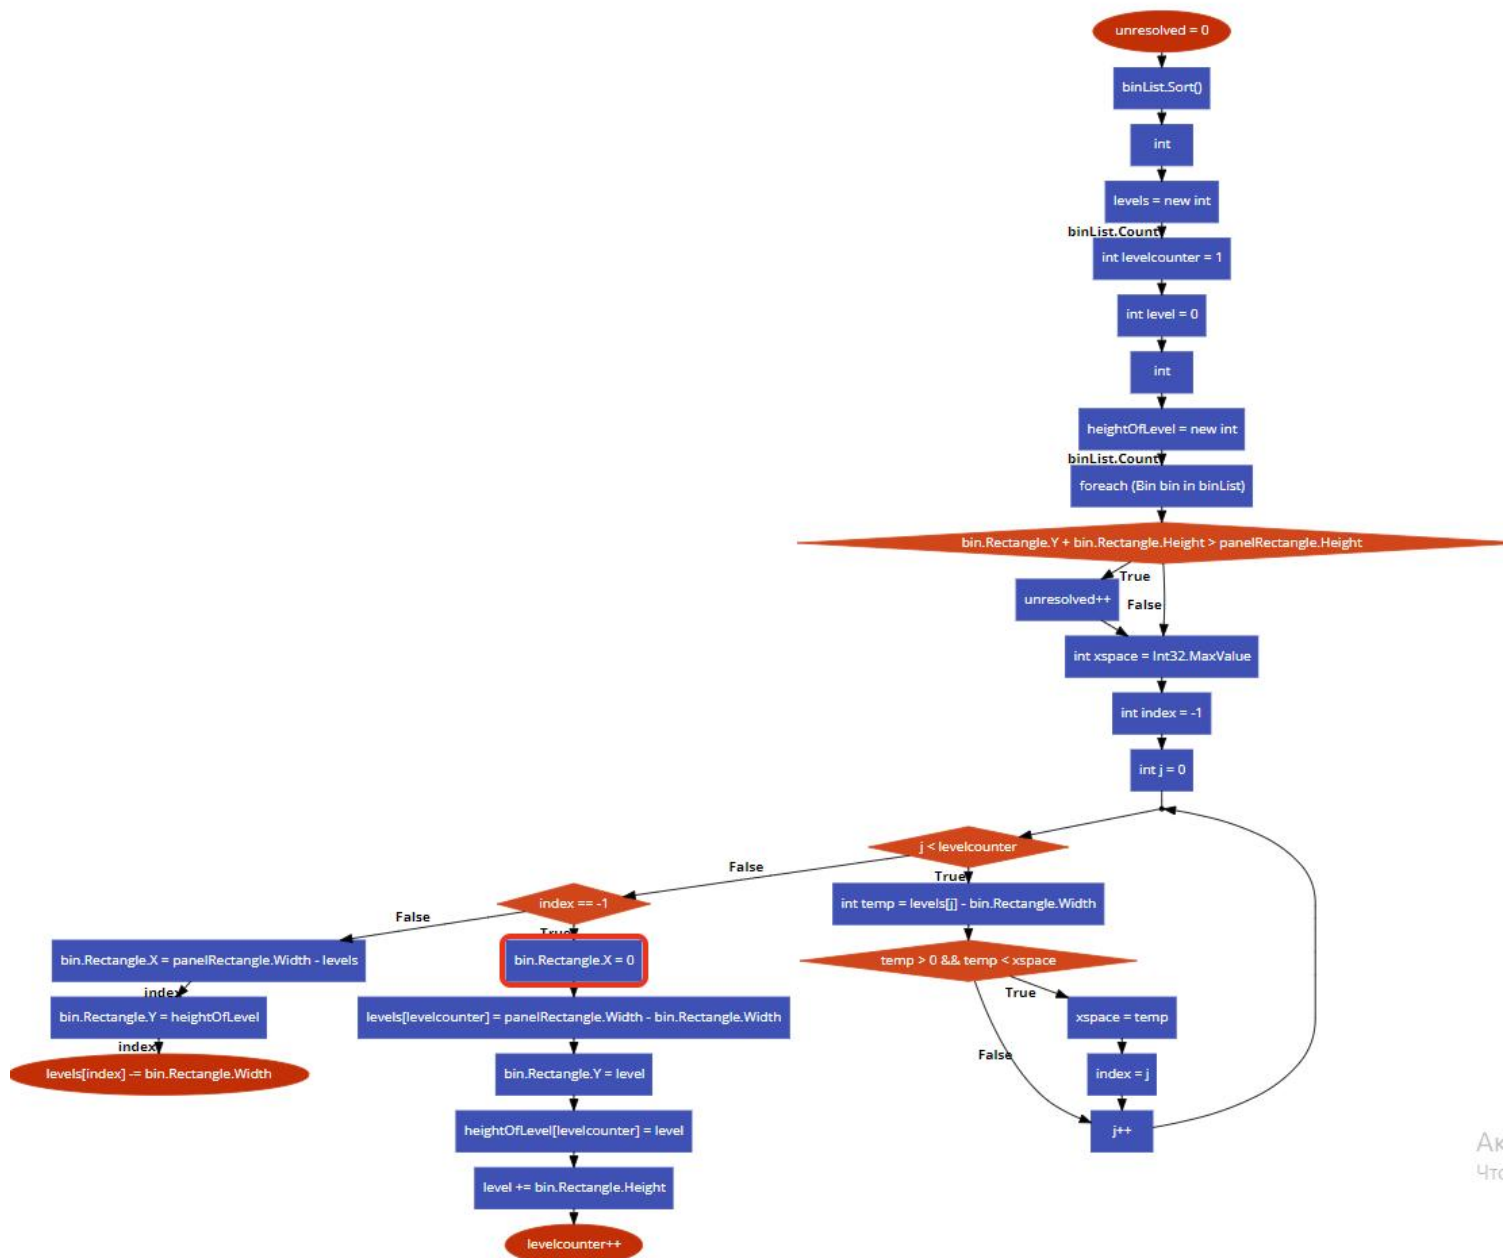 unresolved = 0
binList.Sort()
int
levels = new int
binList.Count
int levelcounter = 1
int level = 0
int
heightOfLevel = new int
binList.Count
foreach (Bin bin in binList)
bin.Rectangle.Y + bin.Rectangle.Height > panelRectangle.Height
True
unresolved++
False
int xspace = Int32.MaxValue
int index = -1
int j = 0
j < levelcounter
False
True
index == -1
int temp = levels[j] - bin.Rectangle.Width
False
True
bin.Rectangle.X = panelRectangle.Width - levels
bin.Rectangle.X = 0
temp > 0 && temp < xspace
index
True
bin.Rectangle.Y = heightOfLevel
levels[levelcounter] = panelRectangle.Width - bin.Rectangle.Width
xspace = temp
index
False
levels[index] -= bin.Rectangle.Width
bin.Rectangle.Y = level
index = j
heightOfLevel[levelcounter] = level
j++
level += bin.Rectangle.Height
levelcounter++